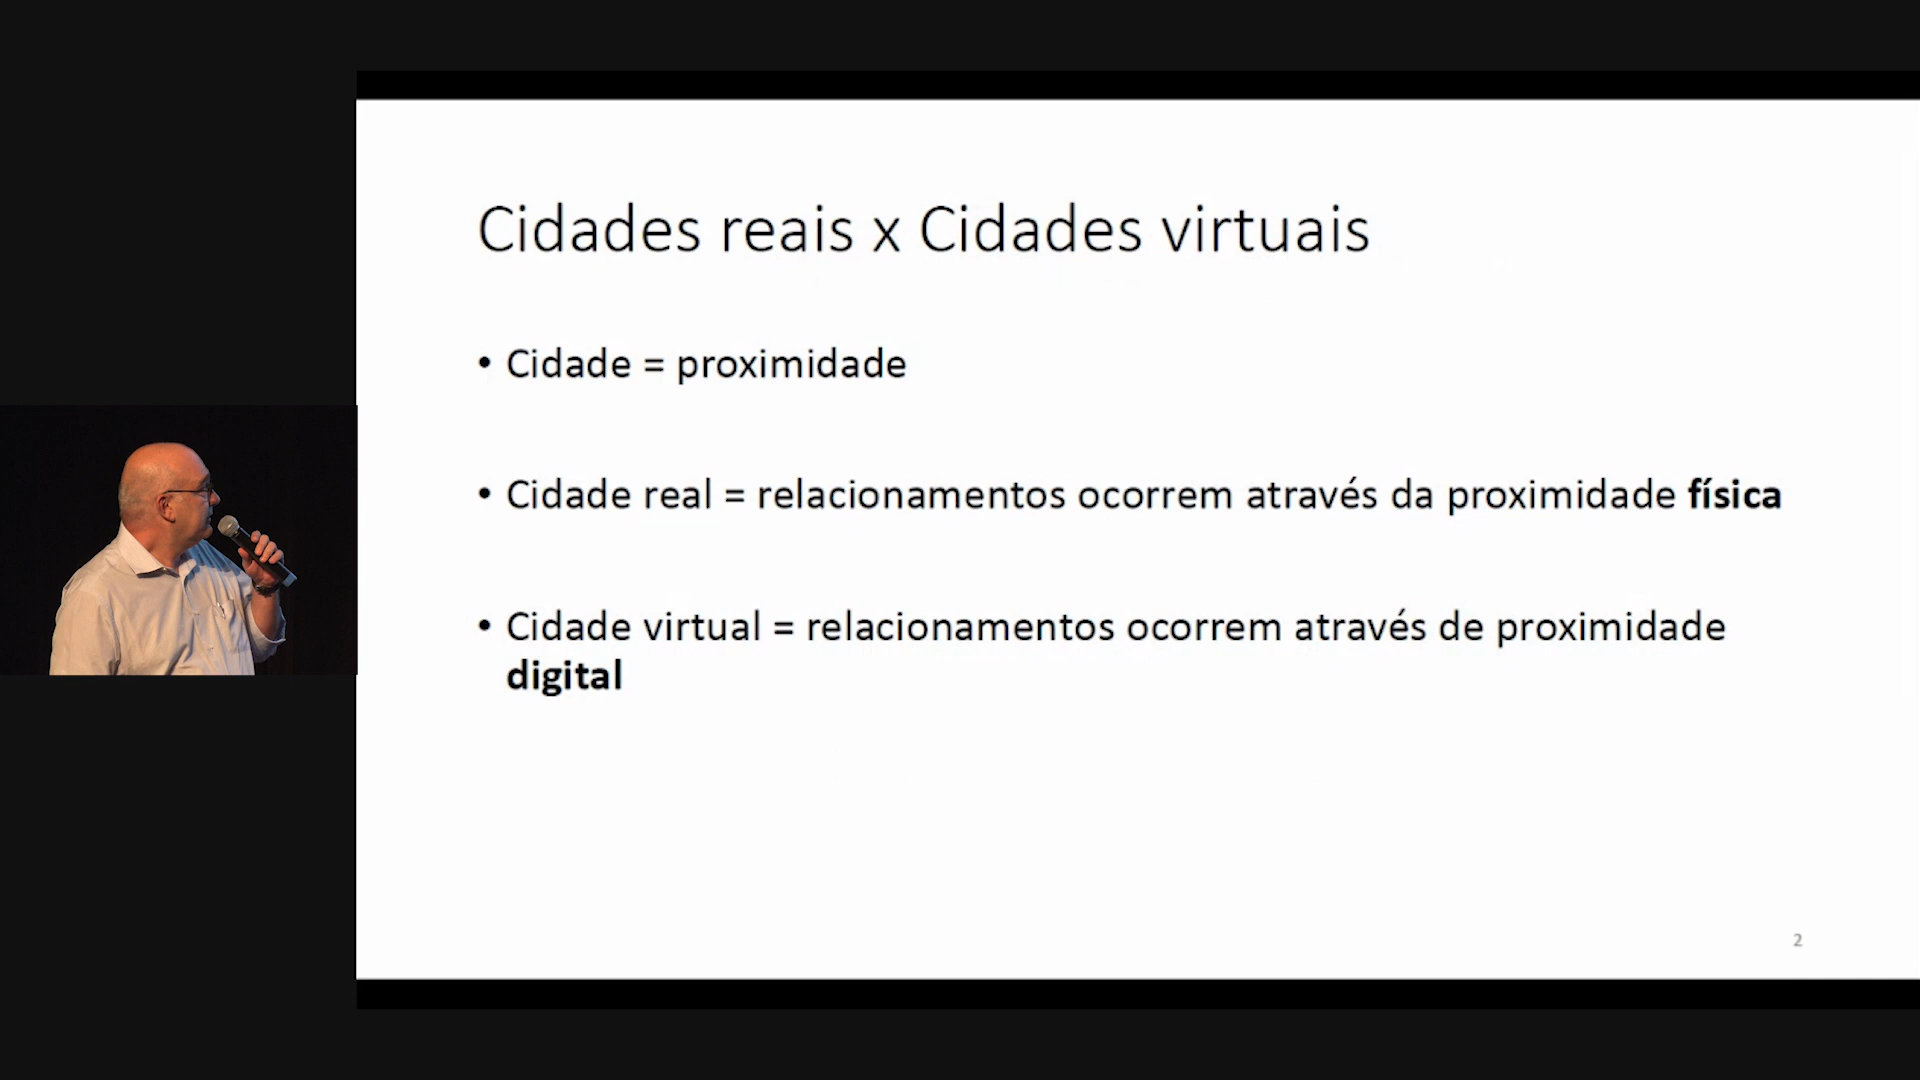 Cidades reais x Cidades virtuais
• Cidade = proximidade
• Cidade real = relacionamentos ocorrem através da proximidade física
• Cidade virtual = relacionamentos ocorrem através de proximidade
digital
2